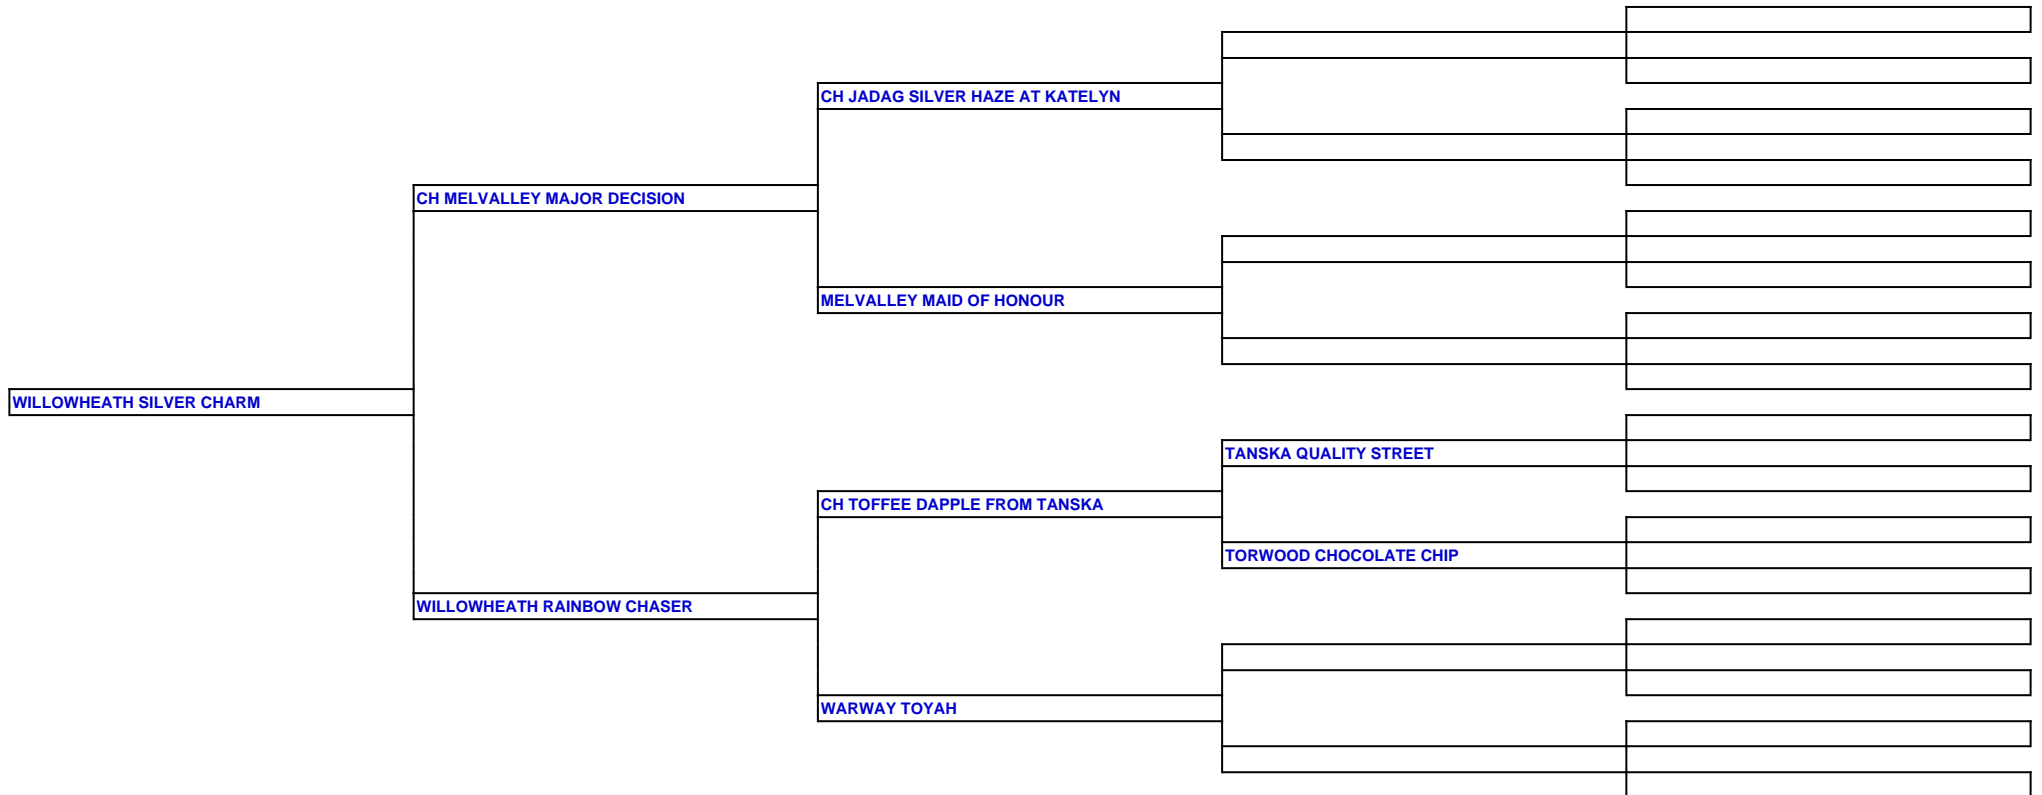 CH JADAG SILVER HAZE AT KATELYN
CH MELVALLEY MAJOR DECISION
MELVALLEY MAID OF HONOUR
WILLOWHEATH SILVER CHARM
TANSKA QUALITY STREET
CH TOFFEE DAPPLE FROM TANSKA
TORWOOD CHOCOLATE CHIP
WILLOWHEATH RAINBOW CHASER
WARWAY TOYAH